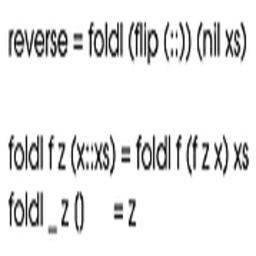 reverse = foldl (flip (::)) (nil xs)
foldl f z (x::xs) = foldl f (f z x) xs
foldl _ z () = z